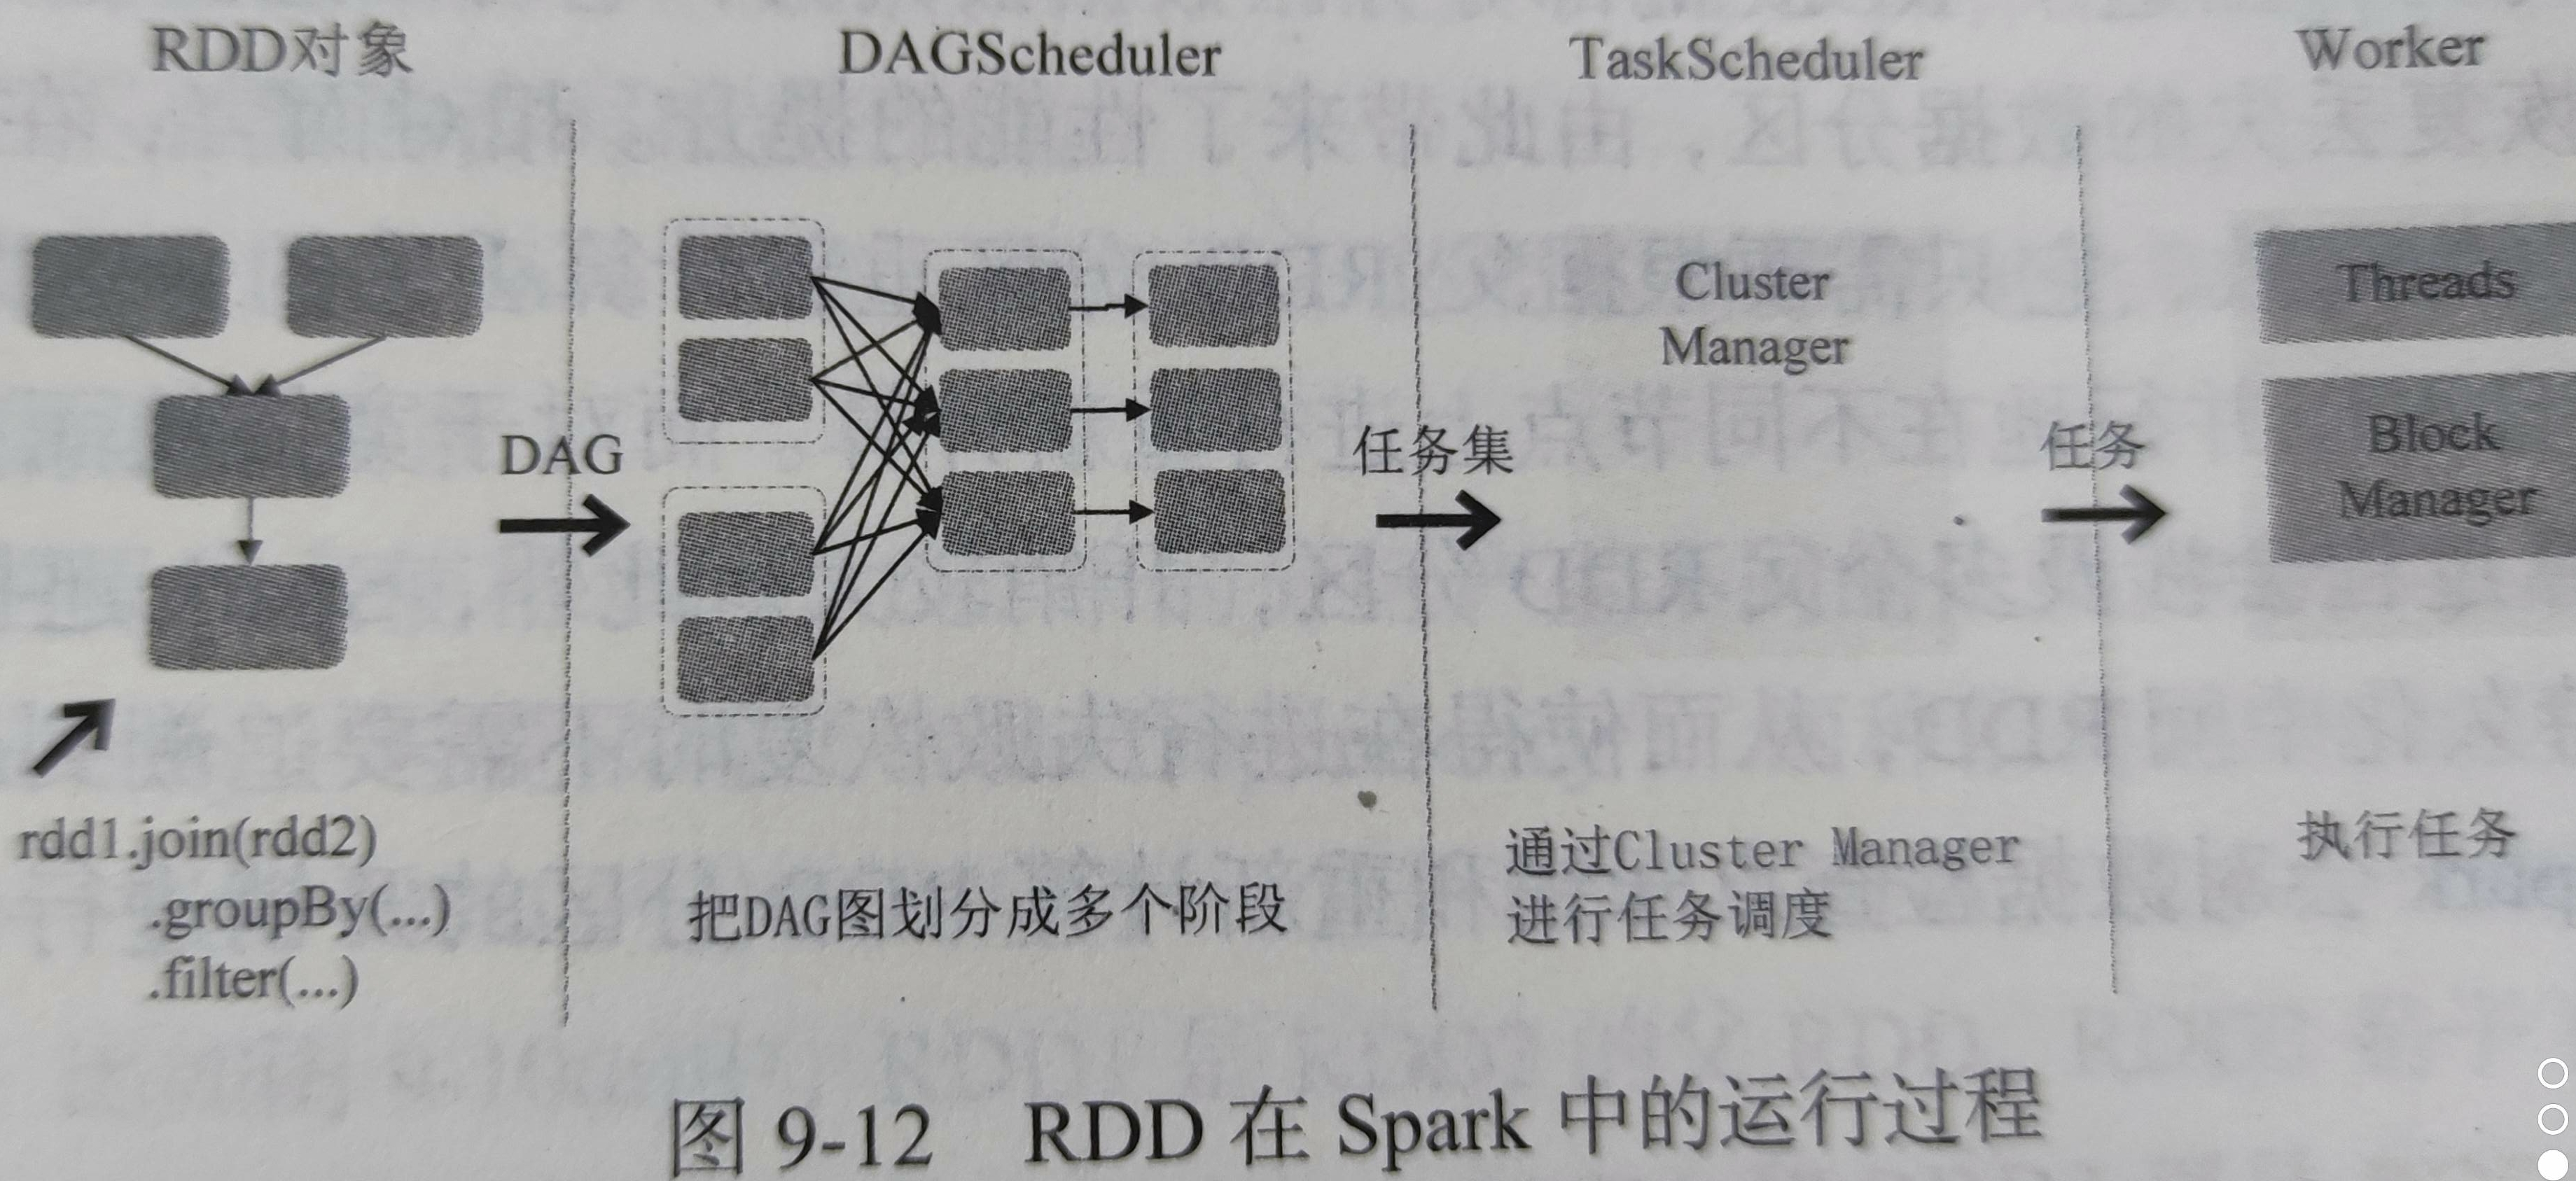 RDD对象
DAGScheduler
TaskScheduler
Worker
DAG
任务集
Cluster
Manager
任务
Threads
Block
Manager
rdd1.join(rdd2)
.groupBy(...)
.filter(...)
把DAG图划分成多个阶段
通过Cluster Manager
进行任务调度
执行任务
图 9-12 RDD 在 Spark 中的运行过程